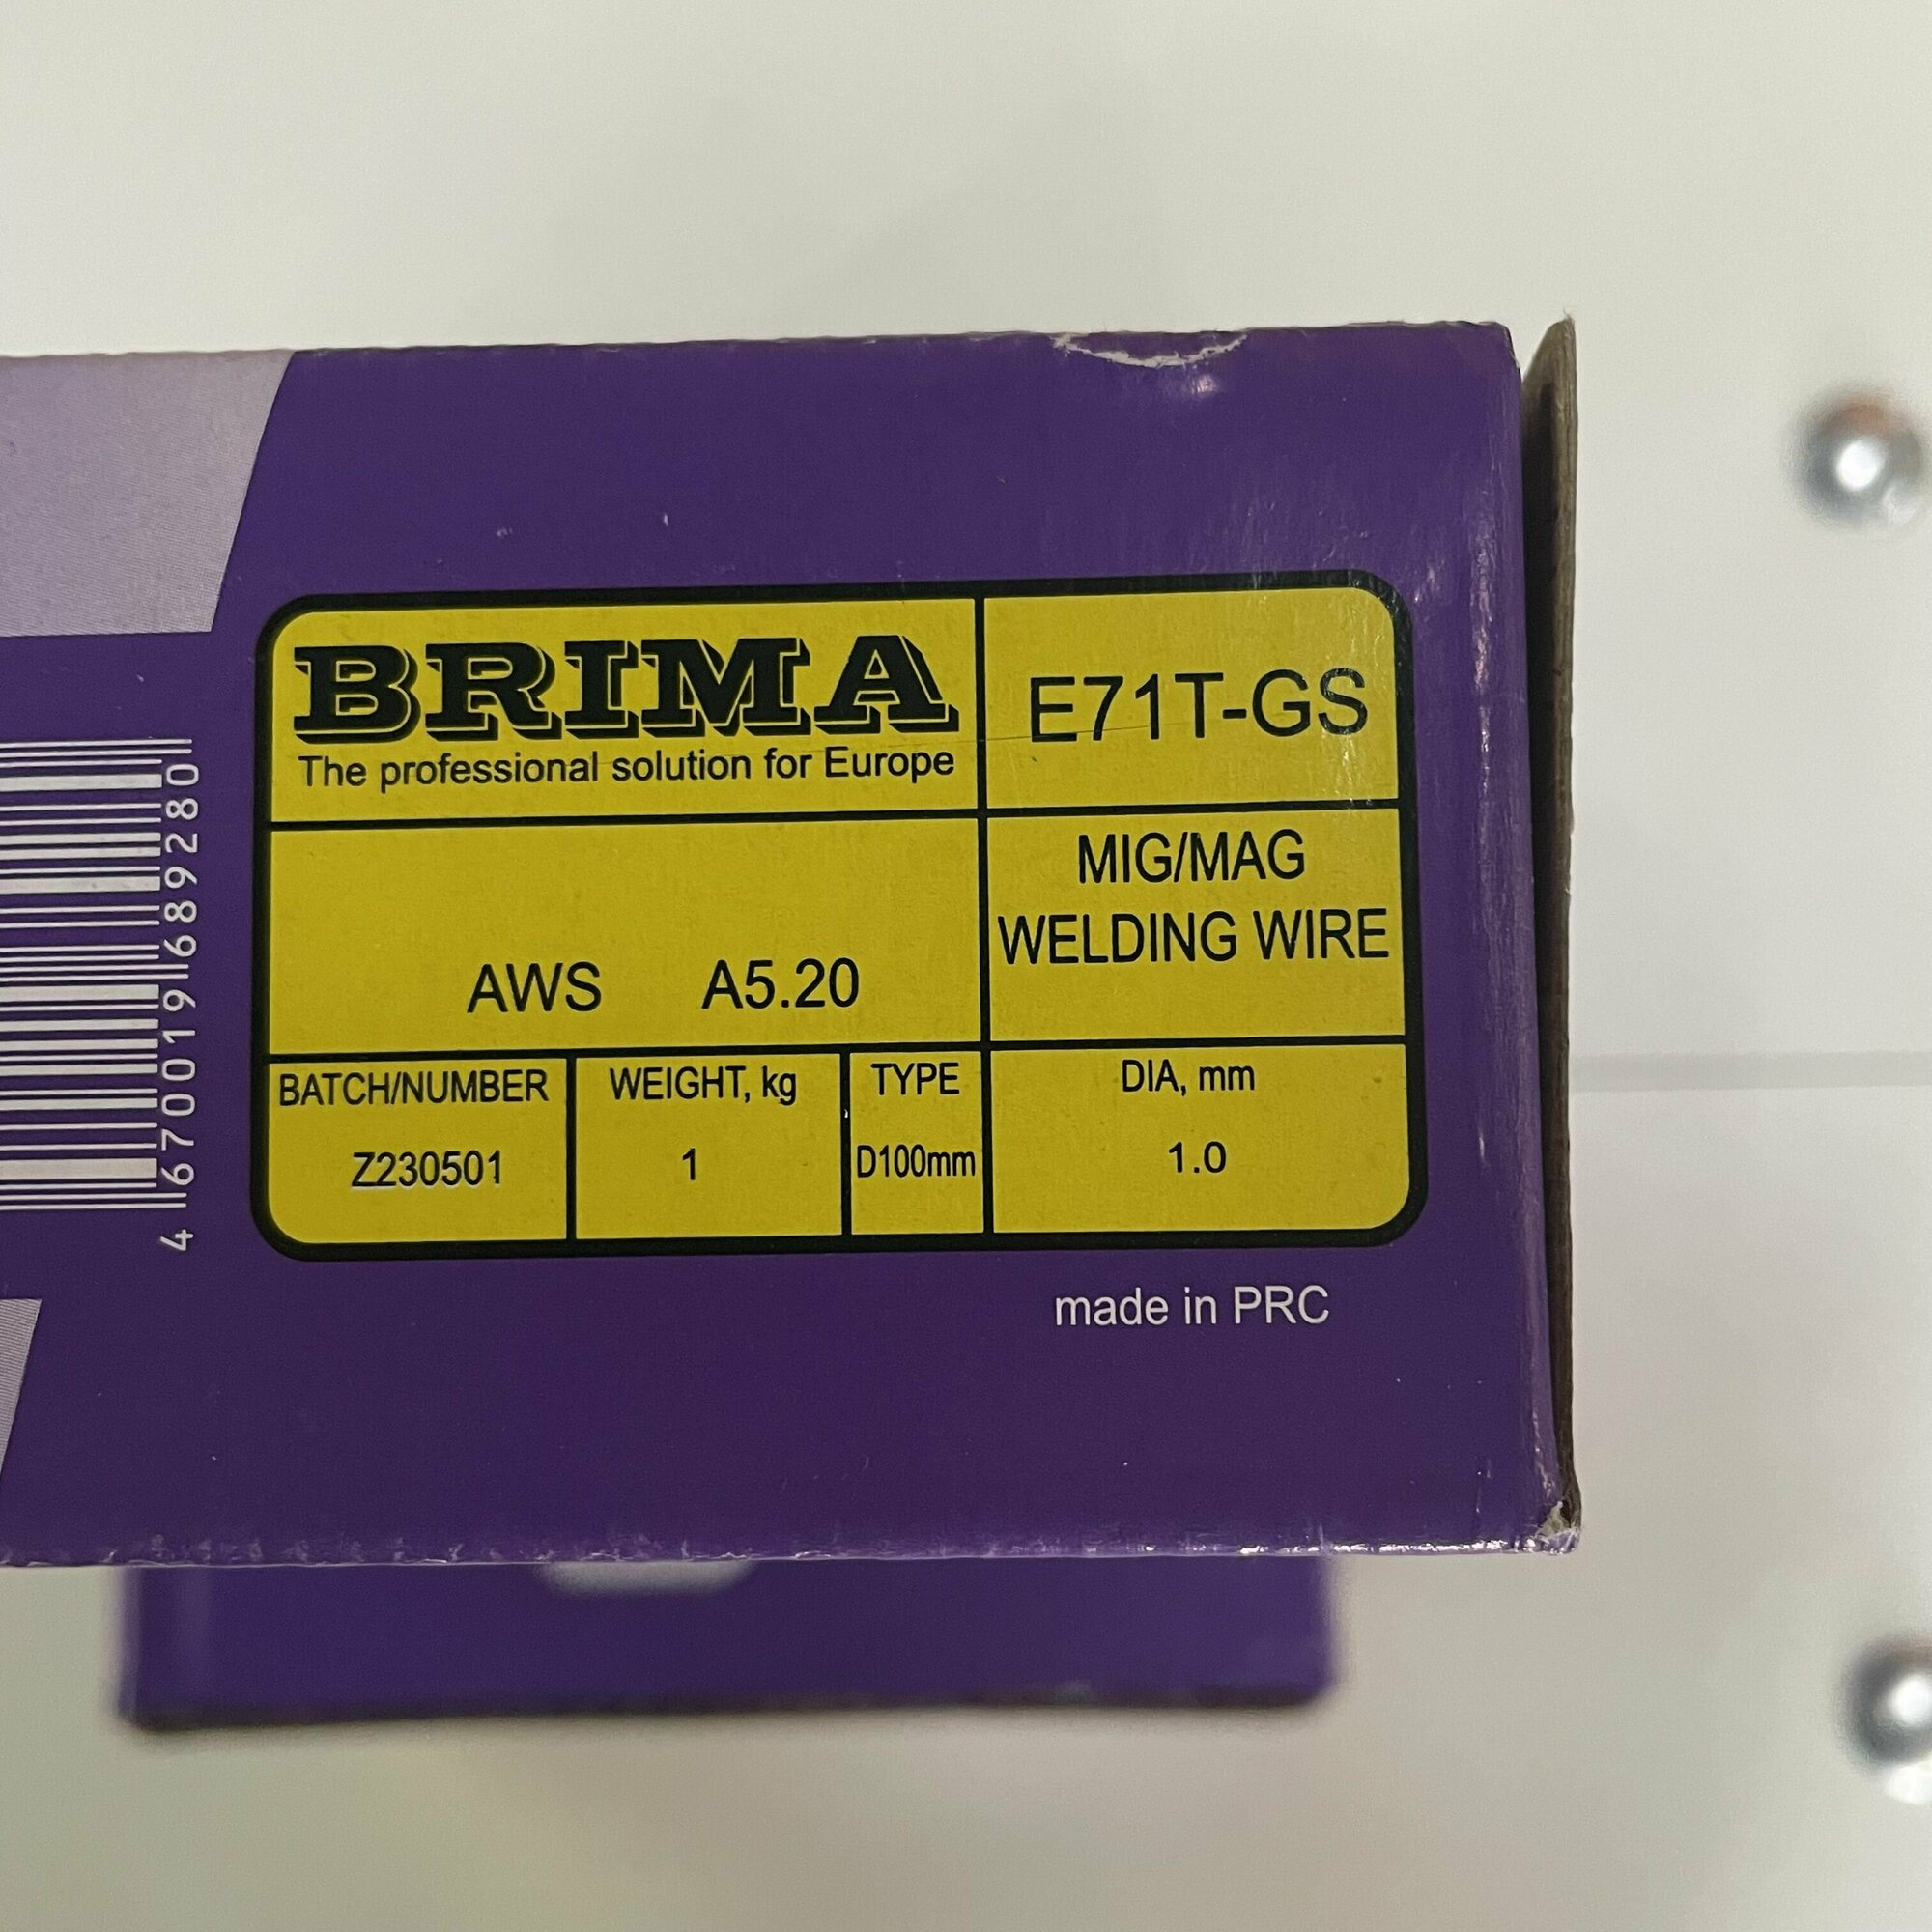 BRIMA
The professional solution for Europe
E71T-GS
AWS A5.20
MIG/MAG
WELDING WIRE
BATCH/NUMBER
Z230501
WEIGHT, kg
1
TYPE
D100mm
DIA, mm
1.0
made in PRC
4 670019 689280